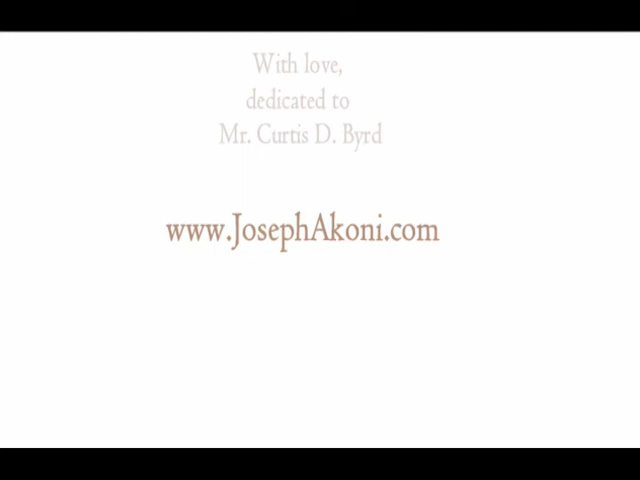 With love,
dedicated to
Mr. Curtis D. Byrd
www.JosephAkoni.com